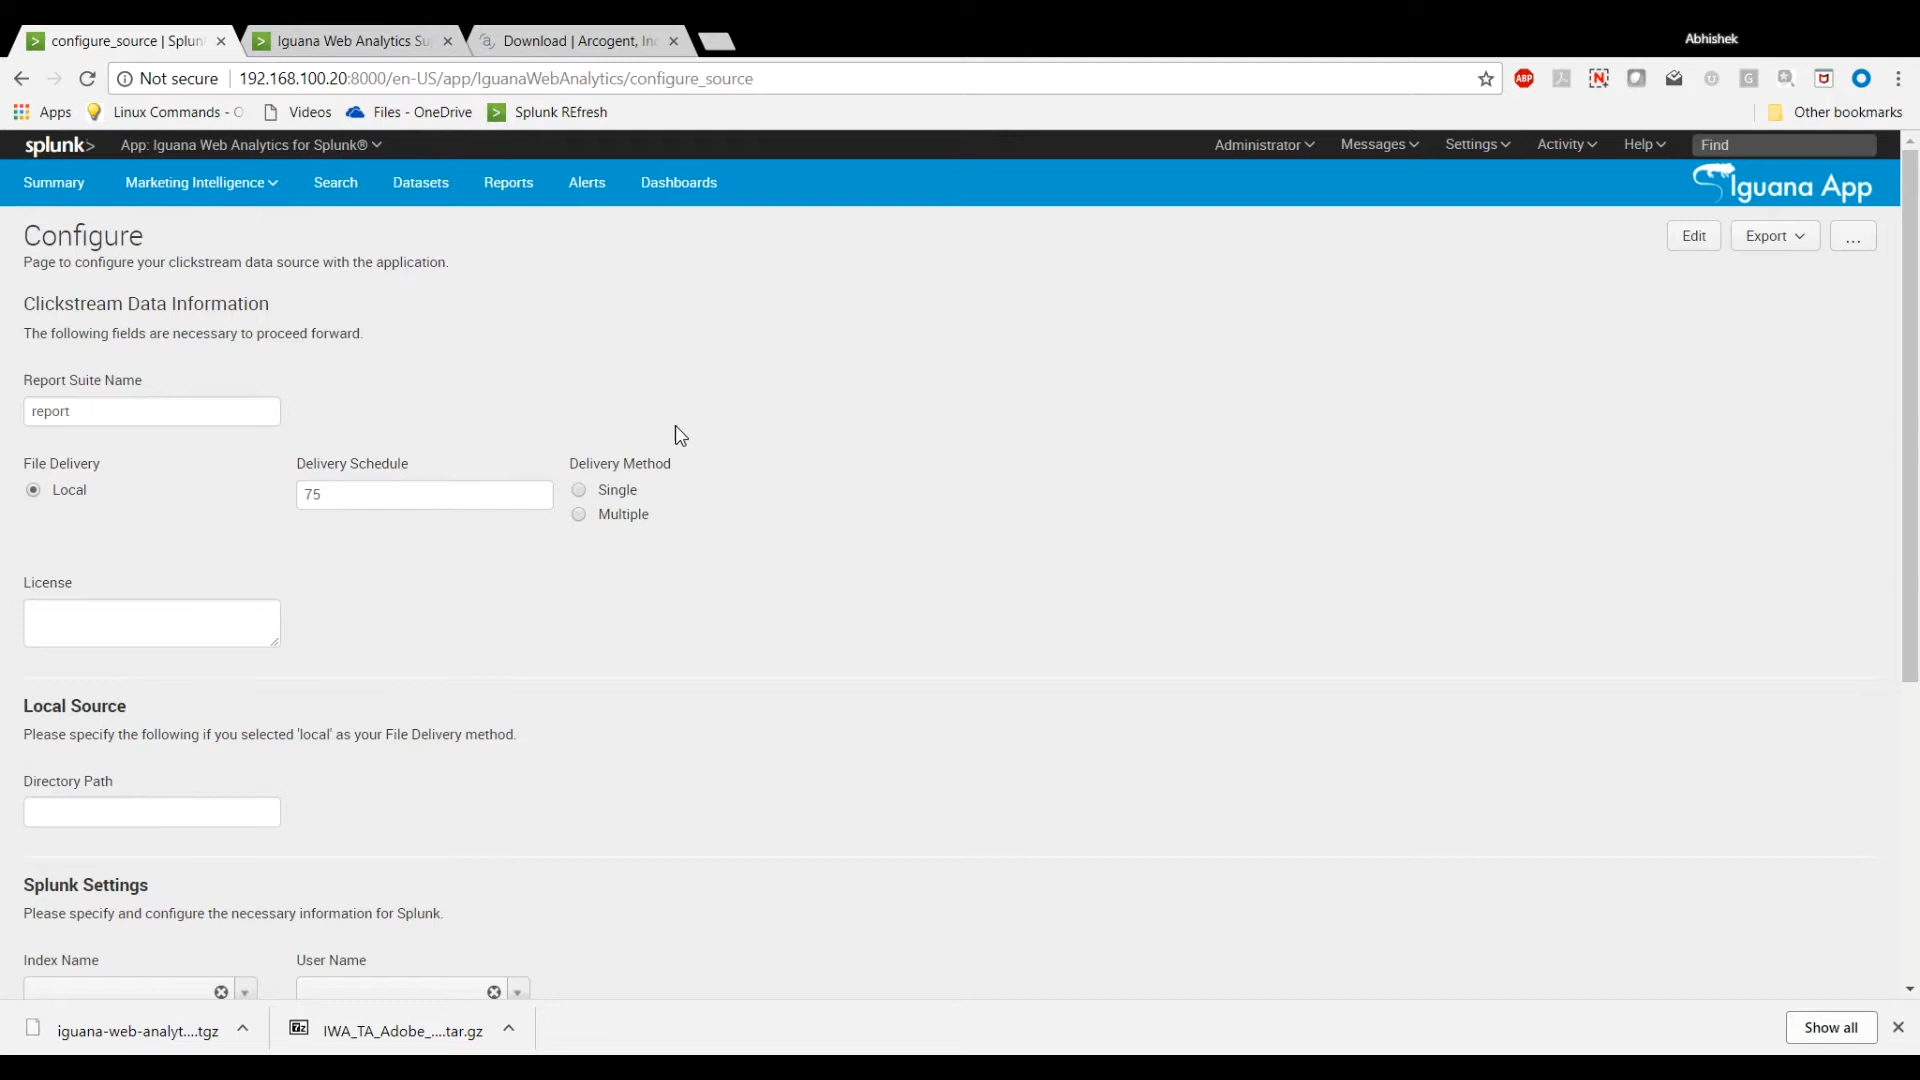 configure_source | Splun
Iguana Web Analytics Su
Download | Arcogent, In
Abhishek
Not secure
192.168.100.20:8000/en-US/app/IguanaWebAnalytics/configure_source
ABP
N
G
Apps
Linux Commands - O
Videos
Files - OneDrive
Splunk REfresh
Other bookmarks
splunk>
App: Iguana Web Analytics for Splunk®
Administrator
Messages
Settings
Activity
Help
Find
Summary
Marketing Intelligence
Search
Datasets
Reports
Alerts
Dashboards
Iguana App
Configure
Edit
Export
...
Page to configure your clickstream data source with the application.
Clickstream Data Information
The following fields are necessary to proceed forward.
Report Suite Name
report
File Delivery
Delivery Schedule
Delivery Method
Local
75
Single
Multiple
License
Local Source
Please specify the following if you selected 'local' as your File Delivery method.
Directory Path
Splunk Settings
Please specify and configure the necessary information for Splunk.
Index Name
User Name
iguana-web-analyt....tgz
7z
IWA_TA_Adobe_....tar.gz
Show all